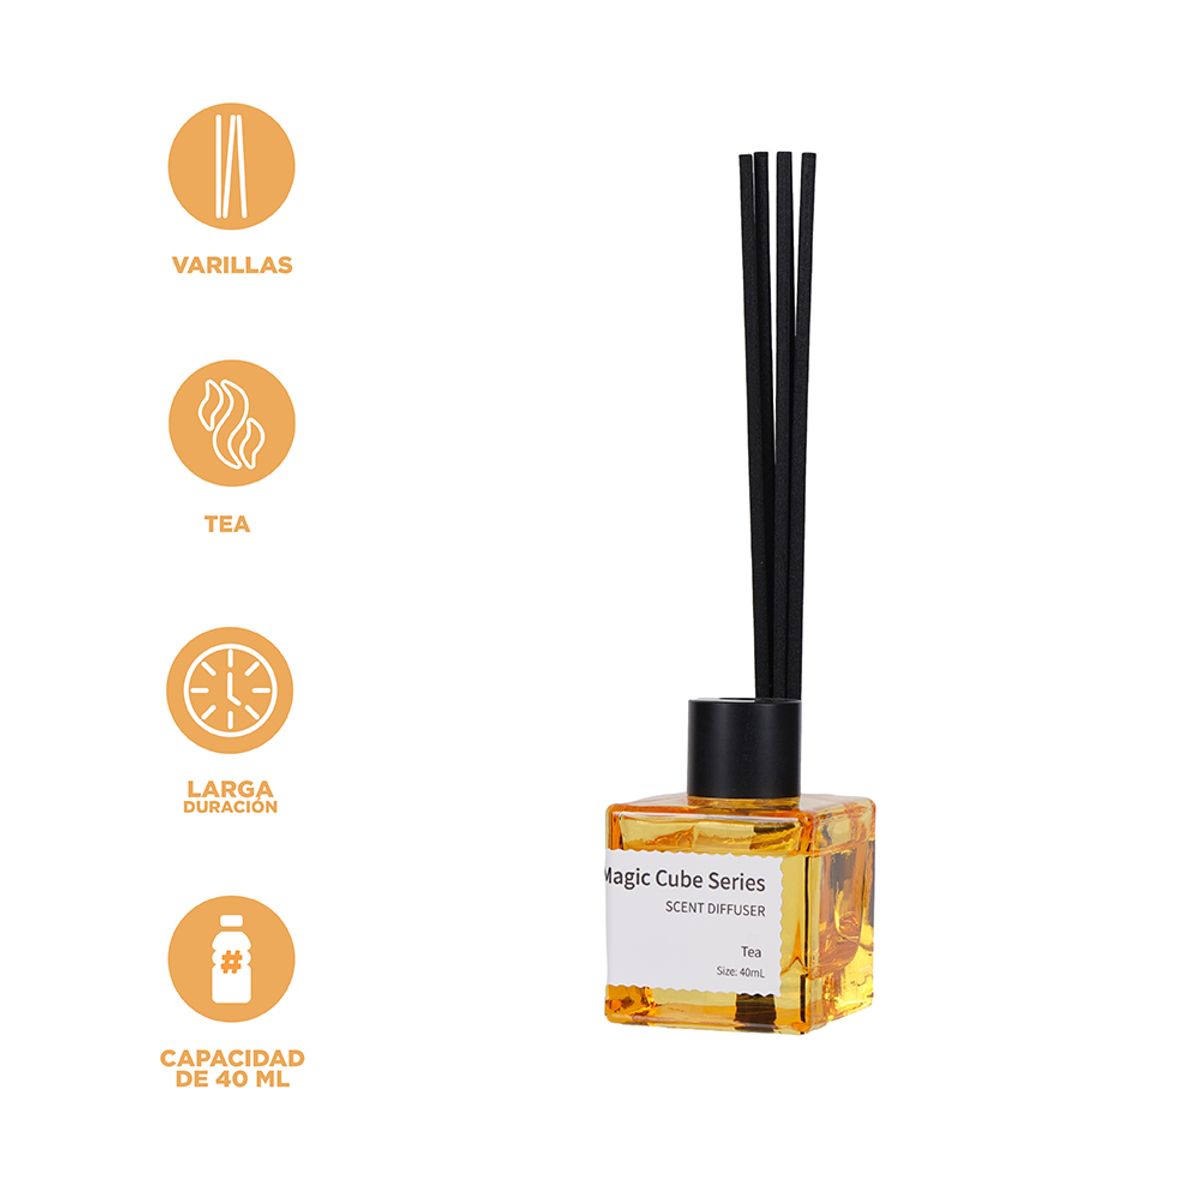 VARILLAS
TEA
LARGA
DURACIÓN
#
CAPACIDAD
DE 40 ML
Magic Cube Series
SCENT DIFFUSER
Tea
Size: 40mL